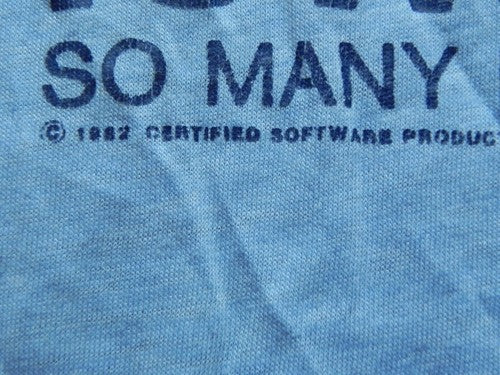 SO MANY
© 1982 CERTIFIED SOFTWARE PRODUC